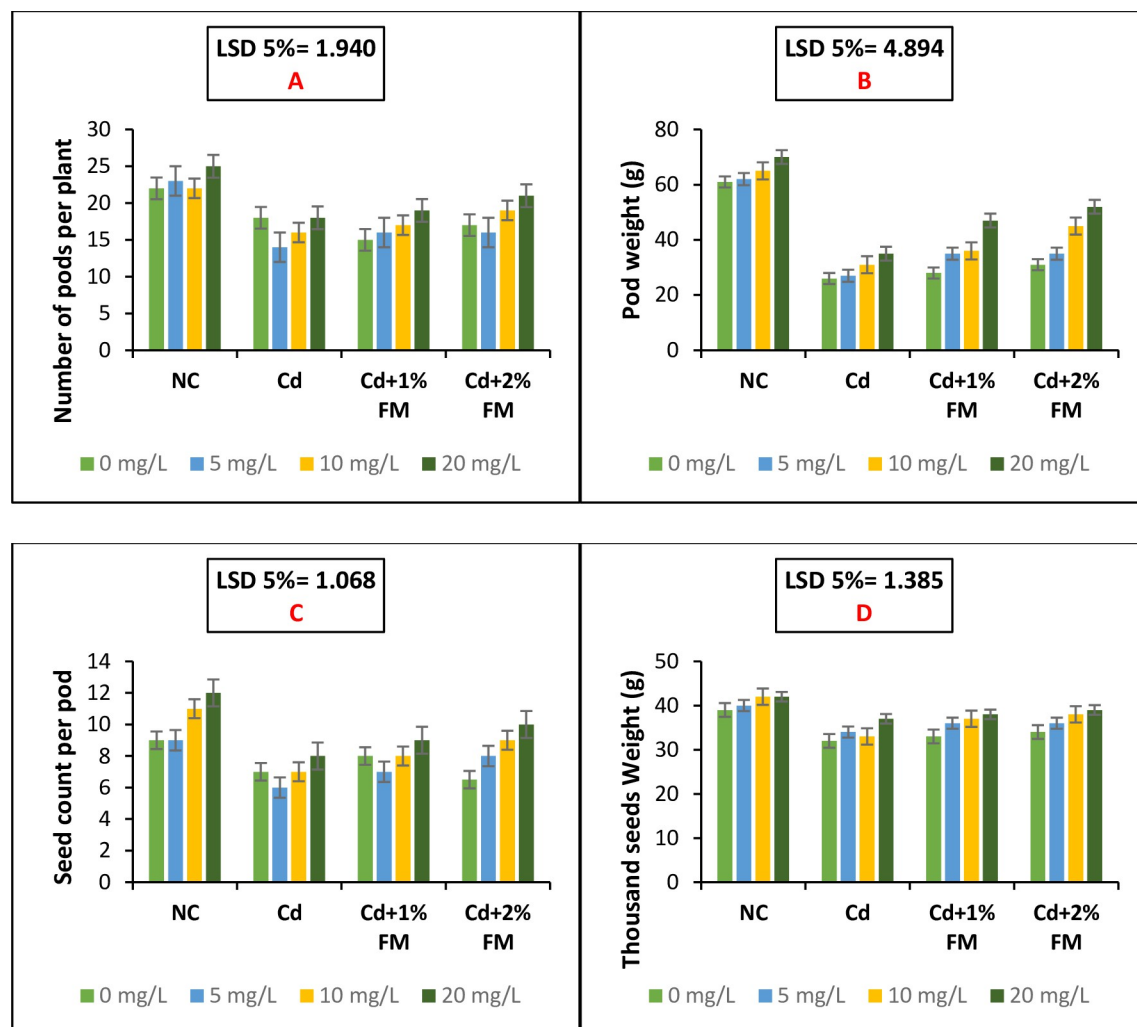 LSD 5%= 1.940
A
Number of pods per plant
30
25
20
15
10
5
0
NC Cd Cd+1% Cd+2%
FM FM
0 mg/L 5 mg/L 10 mg/L 20 mg/L
LSD 5%= 4.894
B
Pod weight (g)
80
60
40
20
0
NC Cd Cd+1% Cd+2%
FM FM
0 mg/L 5 mg/L 10 mg/L 20 mg/L
LSD 5%= 1.068
C
Seed count per pod
14
12
10
8
6
4
2
0
NC Cd Cd+1% Cd+2%
FM FM
0 mg/L 5 mg/L 10 mg/L 20 mg/L
LSD 5%= 1.385
D
Thousand seeds Weight (g)
50
40
30
20
10
0
NC Cd Cd+1% Cd+2%
FM FM
0 mg/L 5 mg/L 10 mg/L 20 mg/L